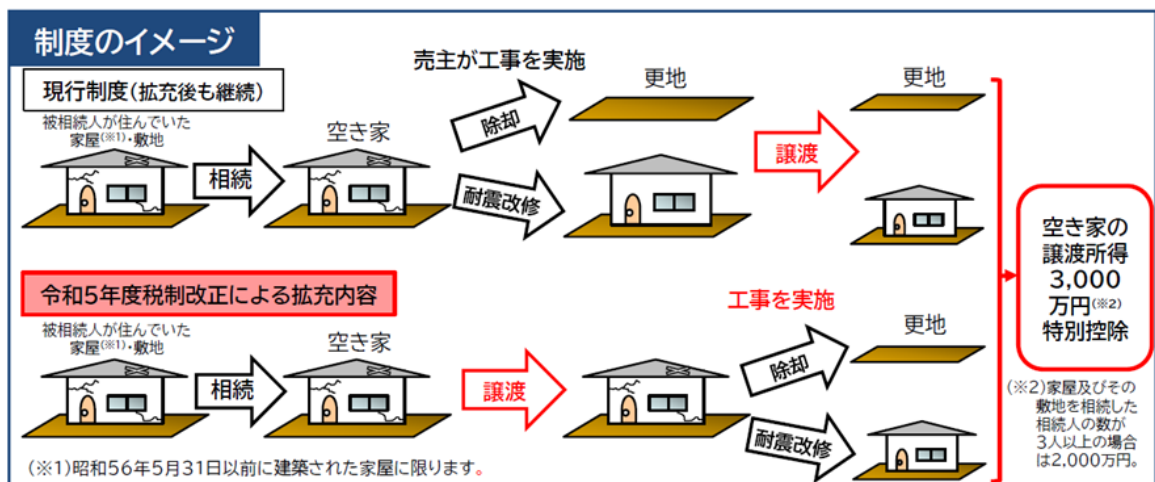 制度のイメージ
現行制度(拡充後も継続)
売主が工事を実施
被相続人が住んでいた
家屋(※1)・敷地
相続
空き家
除却
耐震改修
更地
譲渡
更地
令和5年度税制改正による拡充内容
被相続人が住んでいた
家屋(※1)・敷地
相続
空き家
譲渡
工事を実施
除却
耐震改修
更地
空き家の
譲渡所得
3,000
万円(※2)
特別控除
(※2)家屋及びその
敷地を相続した
相続人の数が
3人以上の場合
は2,000万円。
(※1)昭和56年5月31日以前に建築された家屋に限ります。